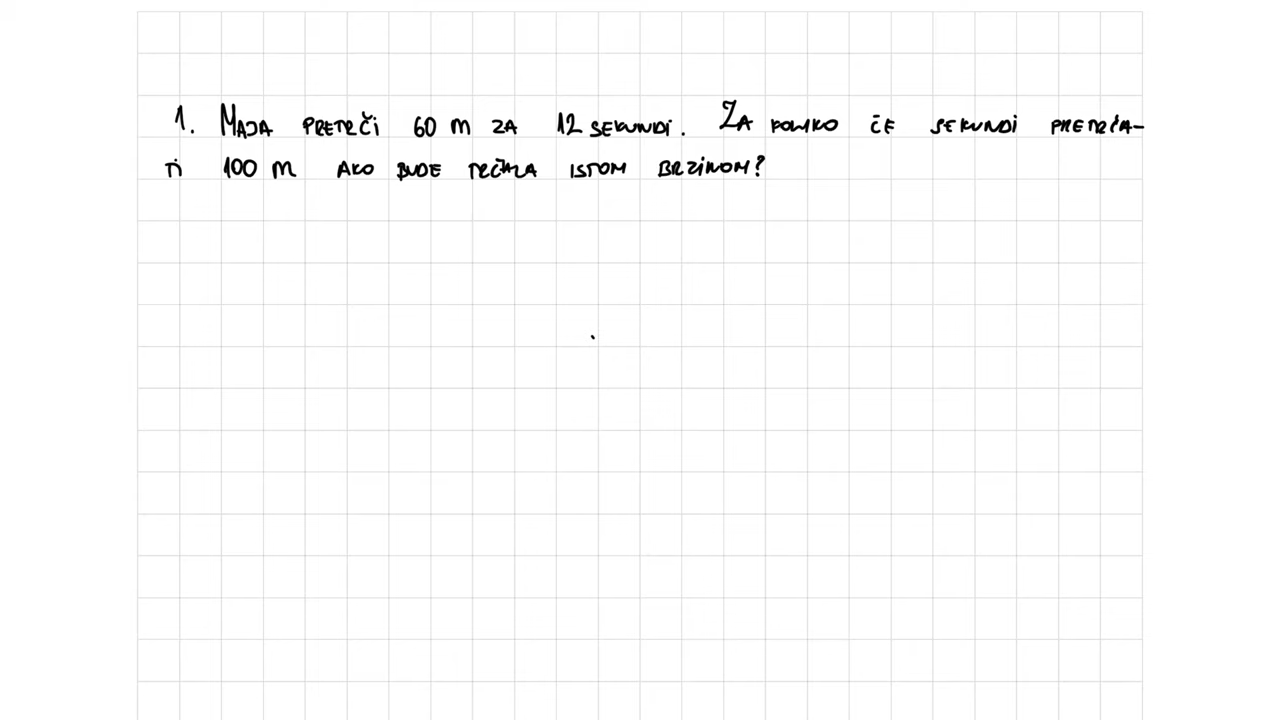 1. MAJA PRETRČI 60 M ZA 12 SEKUNDI. ZA KOLIKO ĆE SEKUNDI PRETRČA-
TI 100 M AKO BUDE TRČALA ISTOM BRZINOM?